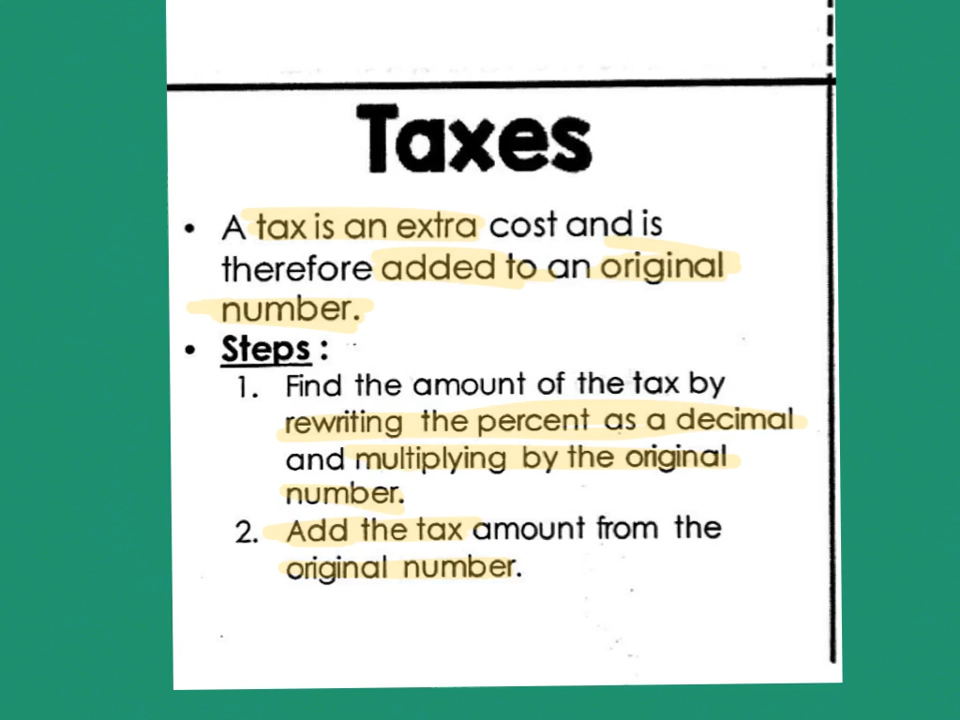 Taxes
• A tax is an extra cost and is
therefore added to an original
number.
• Steps :
1. Find the amount of the tax by
rewriting the percent as a decimal
and multiplying by the original
number.
2. Add the tax amount from the
original number.